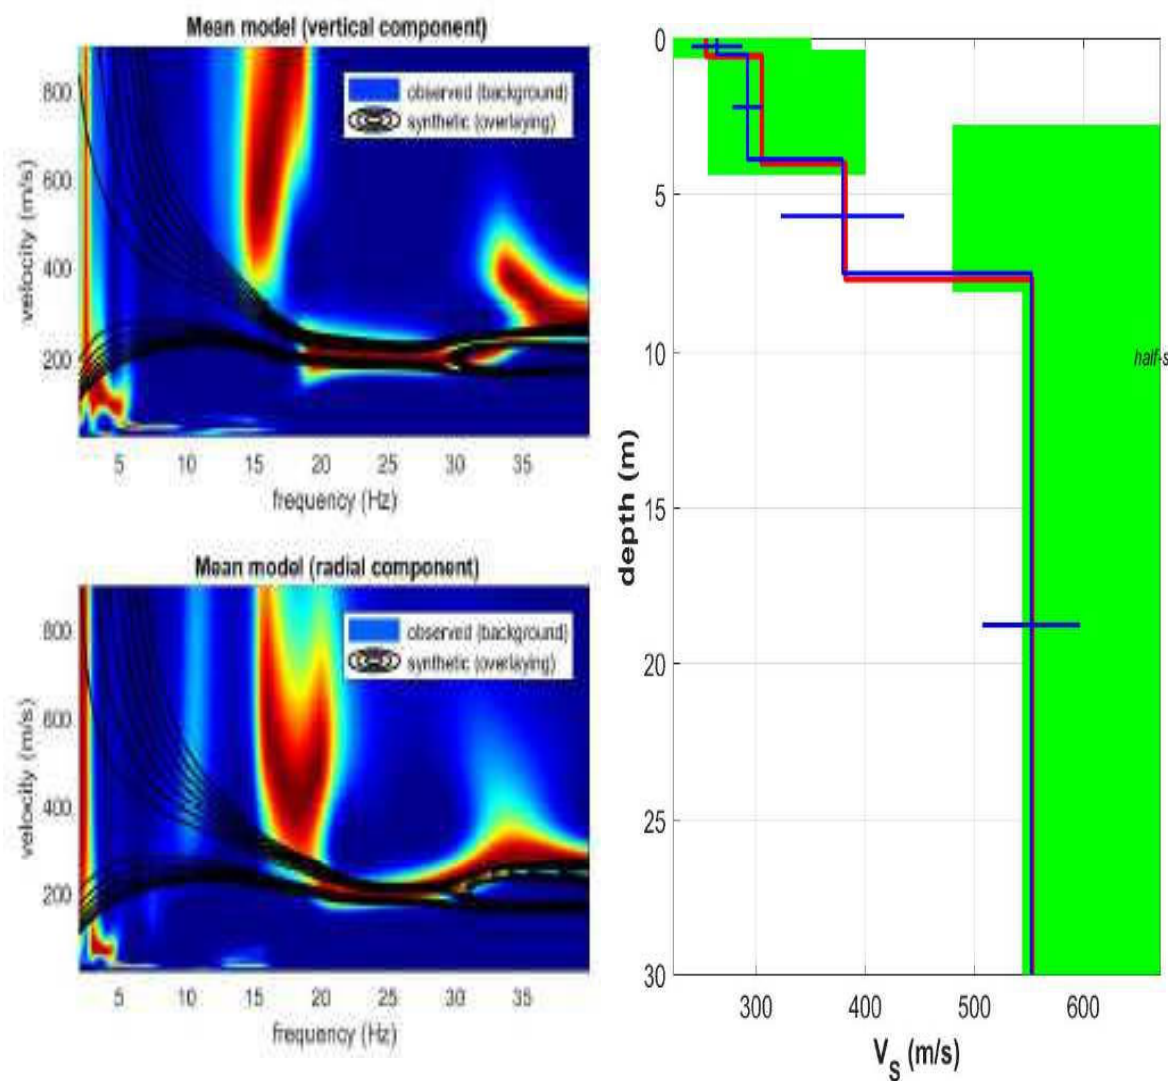 Mean model (vertical component)
800
600
400
200
velocity (m/s)
observed (background)
synthetic (overlaying)
5 10 15 20 25 30 35
frequency (Hz)
Mean model (radial component)
800
600
400
200
velocity (m/s)
observed (background)
synthetic (overlaying)
5 10 15 20 25 30 35
frequency (Hz)
0
5
10
15
20
25
30
depth (m)
half-s
300 400 500 600
V_S (m/s)